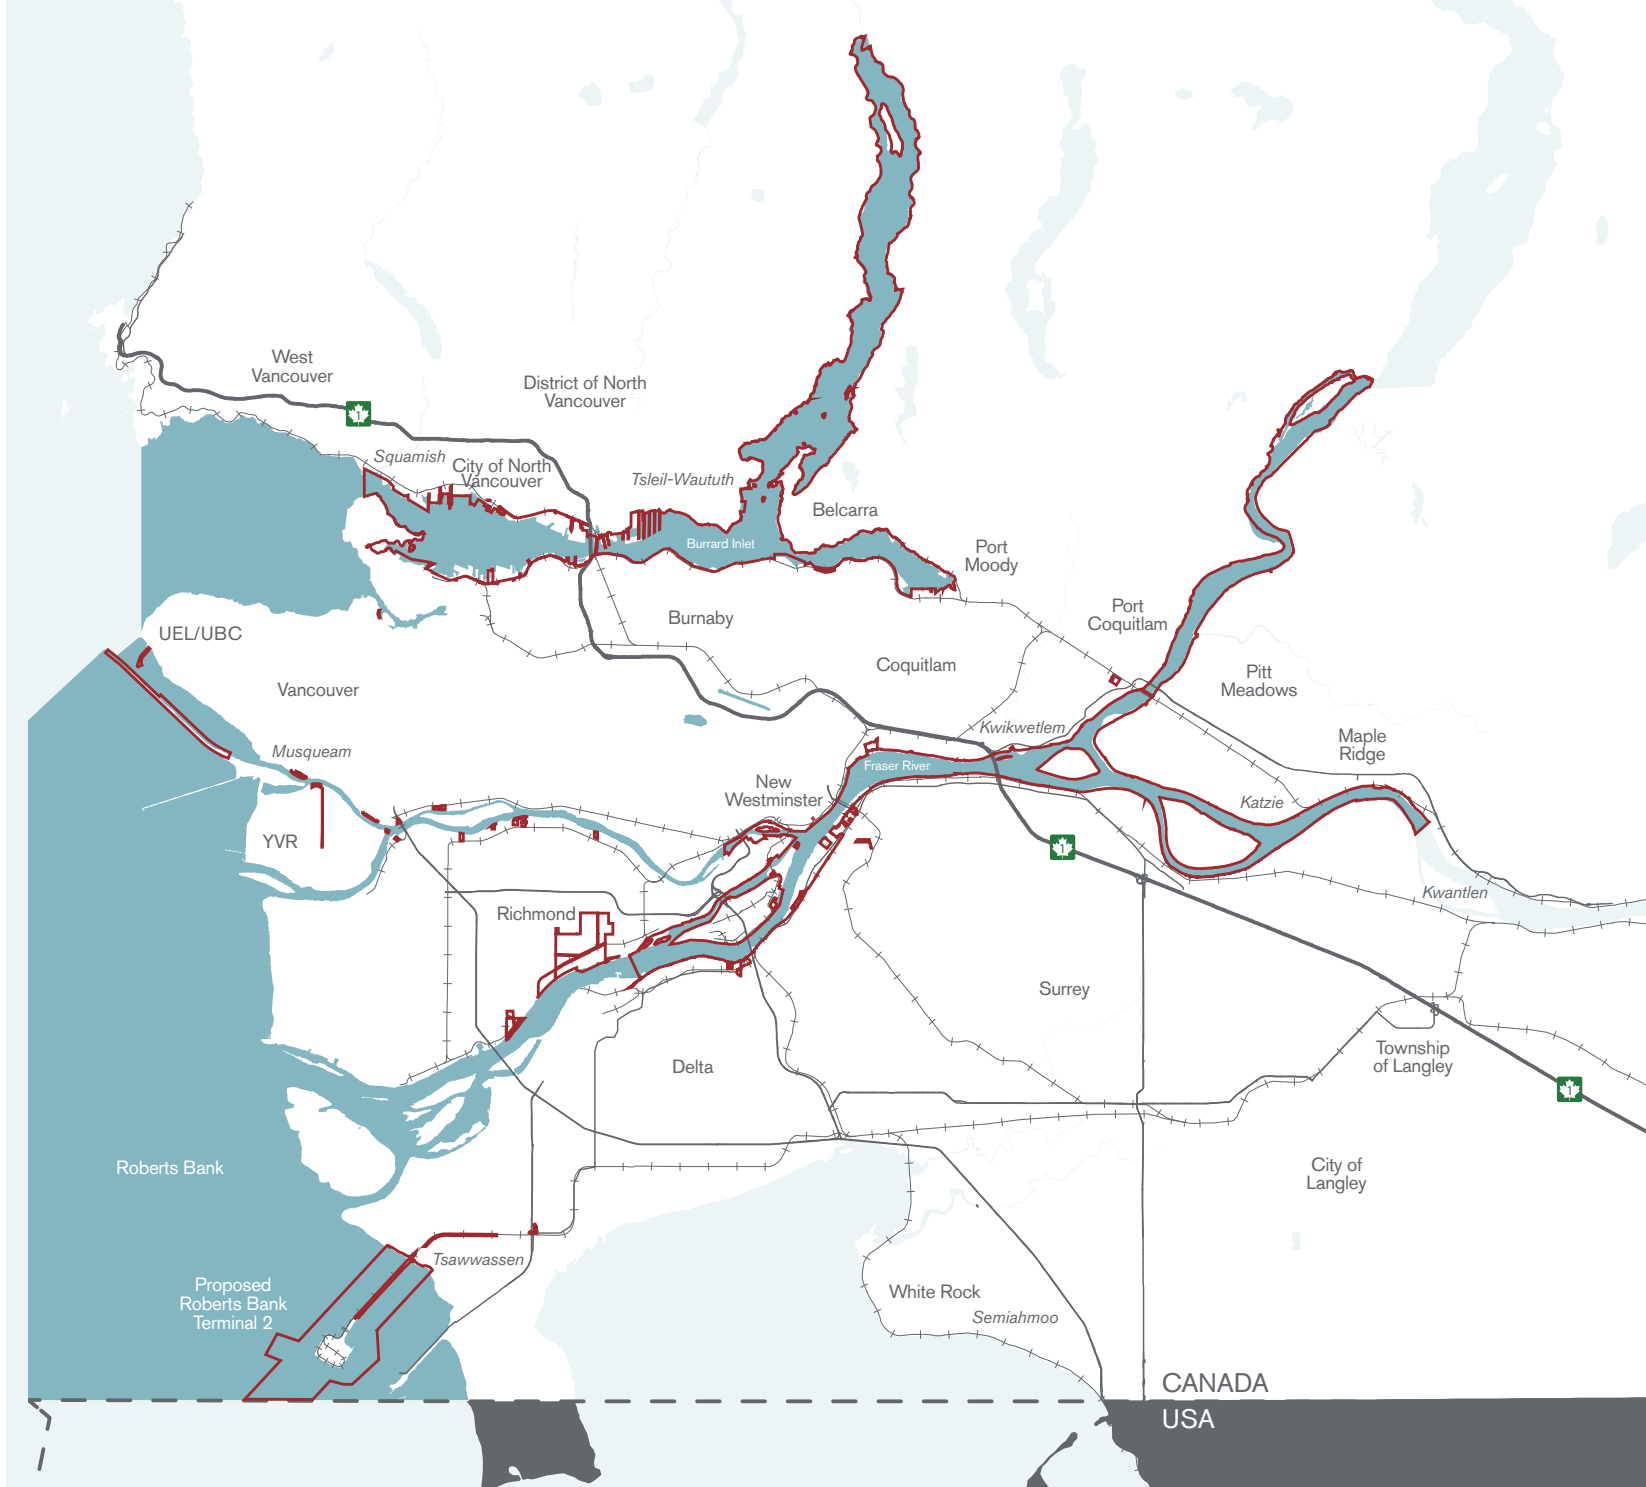 West
Vancouver
1
District of North
Vancouver
Squamish
City of North
Vancouver
Tsleil-Waututh
Belcarra
Burrard Inlet
Port
Moody
Burnaby
Port
Coquitlam
UEL/UBC
Coquitlam
Pitt
Meadows
Vancouver
Kwikwetlem
Maple
Ridge
Musqueam
Fraser River
New
Westminster
Katzie
YVR
1
Kwantlen
Richmond
Surrey
Township
of Langley
Delta
1
Roberts Bank
City of
Langley
Tsawwassen
Proposed
Roberts Bank
Terminal 2
White Rock
Semiahmoo
CANADA
USA